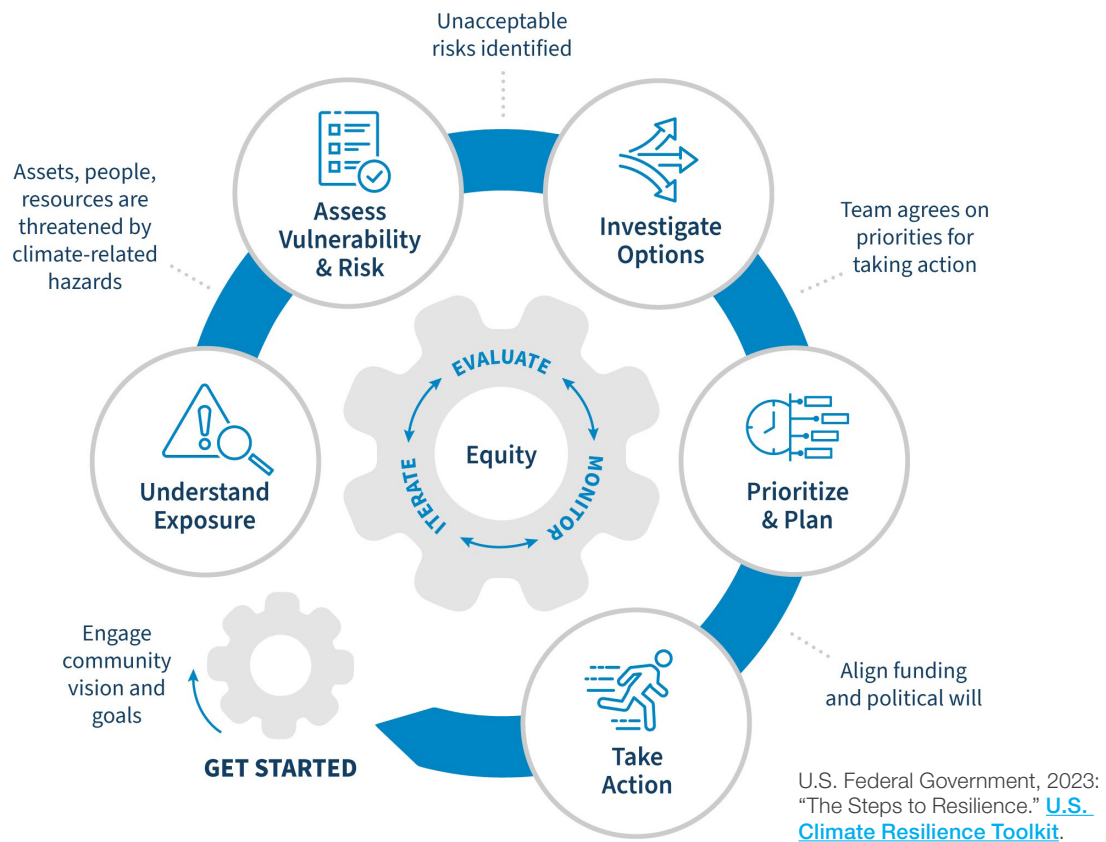 Unacceptable
risks identified
Assess
Vulnerability
& Risk
Investigate
Options
Assets, people,
resources are
threatened by
climate-related
hazards
Team agrees on
priorities for
taking action
EVALUATE
MONITOR
ITERATE
Equity
Understand
Exposure
Prioritize
& Plan
Engage
community
vision and
goals
GET STARTED
Align funding
and political will
Take
Action
U.S. Federal Government, 2023:
“The Steps to Resilience.” U.S.
Climate Resilience Toolkit.